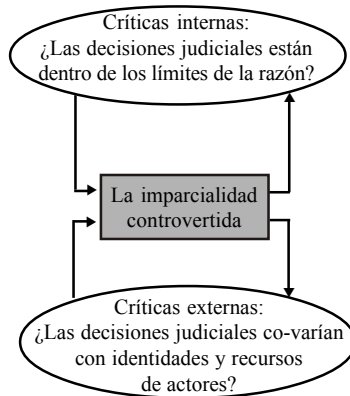 Críticas internas:
¿Las decisiones judiciales están
dentro de los límites de la razón?
La imparcialidad
controvertida
Críticas externas:
¿Las decisiones judiciales co-varían
con identidades y recursos
de actores?